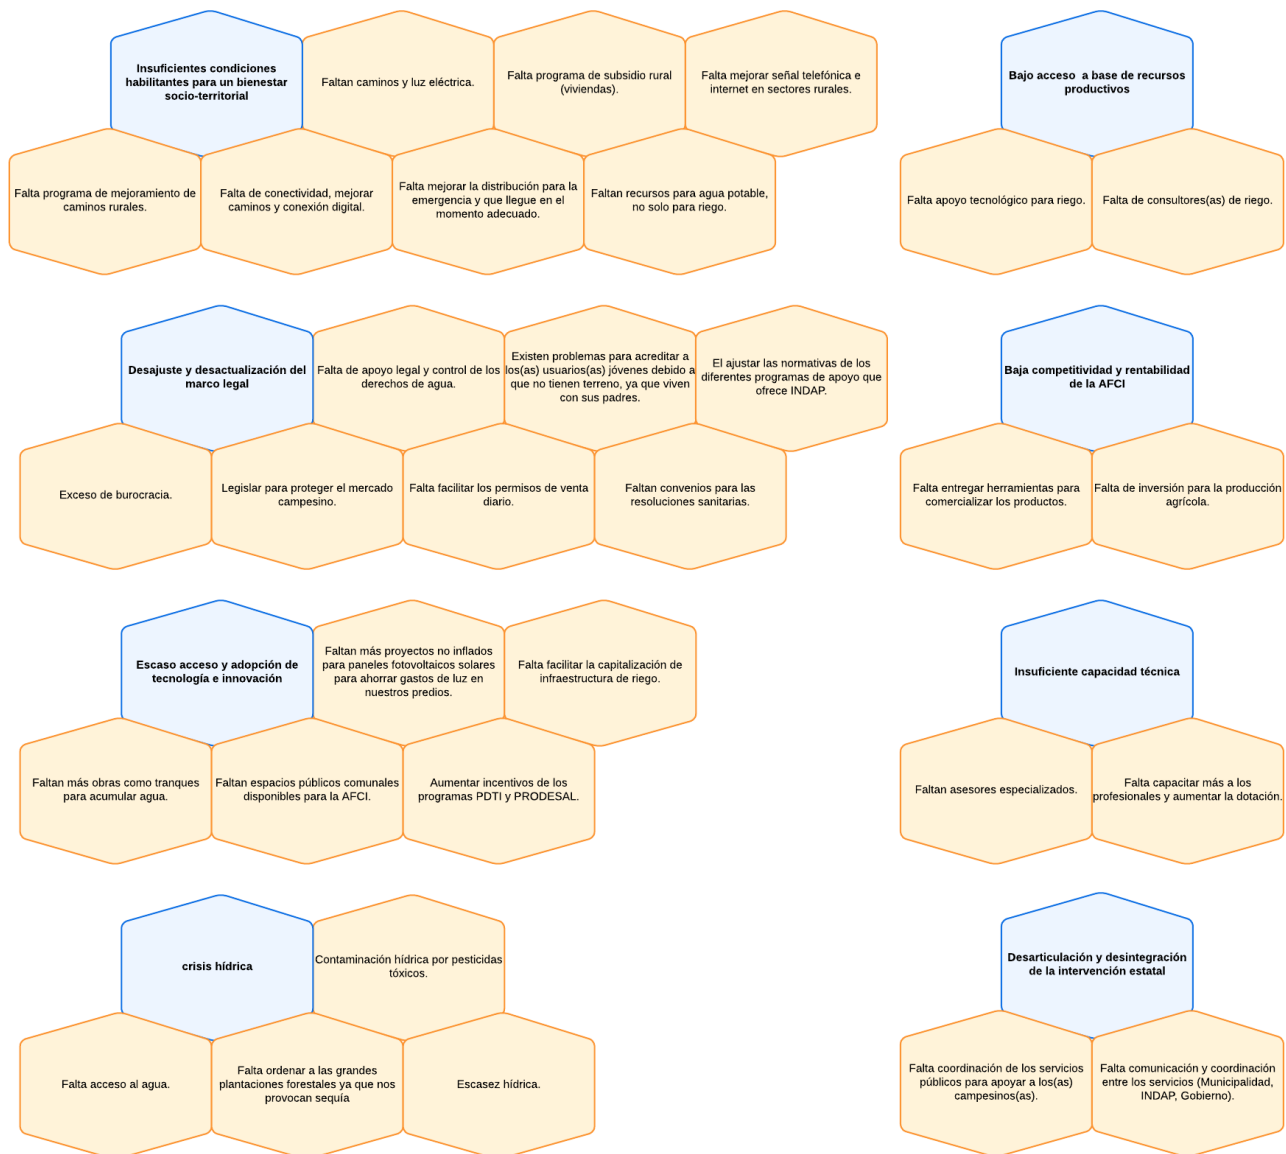 Insuficientes condiciones
habilitantes para un bienestar
socio-territorial
Faltan caminos y luz eléctrica.
Falta programa de subsidio rural
(viviendas).
Falta mejorar señal telefónica e
internet en sectores rurales.
Falta programa de mejoramiento de
caminos rurales.
Falta de conectividad, mejorar
caminos y conexión digital.
Falta mejorar la distribución para la
emergencia y que llegue en el
momento adecuado.
Faltan recursos para agua potable,
no solo para riego.
Bajo acceso a base de recursos
productivos
Falta apoyo tecnológico para riego.
Falta de consultores(as) de riego.
Desajuste y desactualización del
marco legal
Falta de apoyo legal y control de los
derechos de agua.
Existen problemas para acreditar a
los(as) usuarios(as) jóvenes debido a
que no tienen terreno, ya que viven
con sus padres.
El ajustar las normativas de los
diferentes programas de apoyo que
ofrece INDAP.
Exceso de burocracia.
Legislar para proteger el mercado
campesino.
Falta facilitar los permisos de venta
diario.
Faltan convenios para las
resoluciones sanitarias.
Baja competitividad y rentabilidad
de la AFCI
Falta entregar herramientas para
comercializar los productos.
Falta de inversión para la producción
agrícola.
Escaso acceso y adopción de
tecnología e innovación
Faltan más proyectos no inflados
para paneles fotovoltaicos solares
para ahorrar gastos de luz en
nuestros predios.
Falta facilitar la capitalización de
infraestructura de riego.
Faltan más obras como tranques
para acumular agua.
Faltan espacios públicos comunales
disponibles para la AFCI.
Aumentar incentivos de los
programas PDTI y PRODESAL.
Insuficiente capacidad técnica
Faltan asesores especializados.
Falta capacitar más a los
profesionales y aumentar la dotación.
crisis hídrica
Contaminación hídrica por pesticidas
tóxicos.
Falta acceso al agua.
Falta ordenar a las grandes
plantaciones forestales ya que nos
provocan sequía
Escasez hídrica.
Desarticulación y desintegración
de la intervención estatal
Falta coordinación de los servicios
públicos para apoyar a los(as)
campesinos(as).
Falta comunicación y coordinación
entre los servicios (Municipalidad,
INDAP, Gobierno).